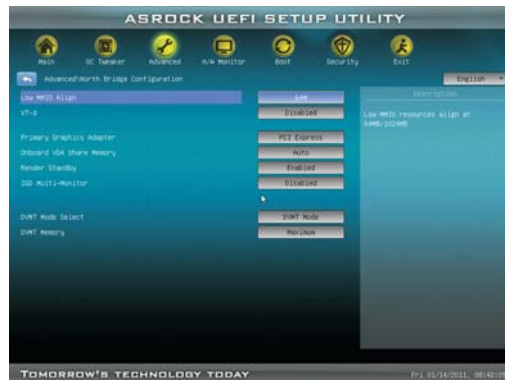 ASROCK UEFI SETUP UTILITY
Main OC Tweaker Advanced H/W Monitor Boot Security Exit
Advanced\North Bridge Configuration English
Low MMIO Align 64M
Description
VT-d Disabled
Low MMIO resources align at
64MB/1024MB
Primary Graphics Adapter PCI Express
Onboard VGA Share Memory Auto
Render Standby Enabled
IGD Multi-Monitor Disabled
DVMT Mode Select DVMT Mode
DVMT Memory Maximum
TOMORROW'S TECHNOLOGY TODAY Fri 01/14/2011, 08:42:09